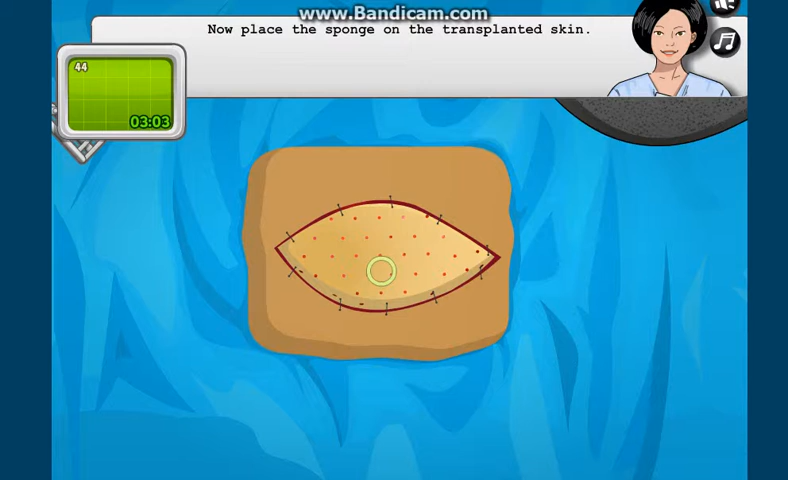 www.Bandicam.com
Now place the sponge on the transplanted skin.
44
03:03